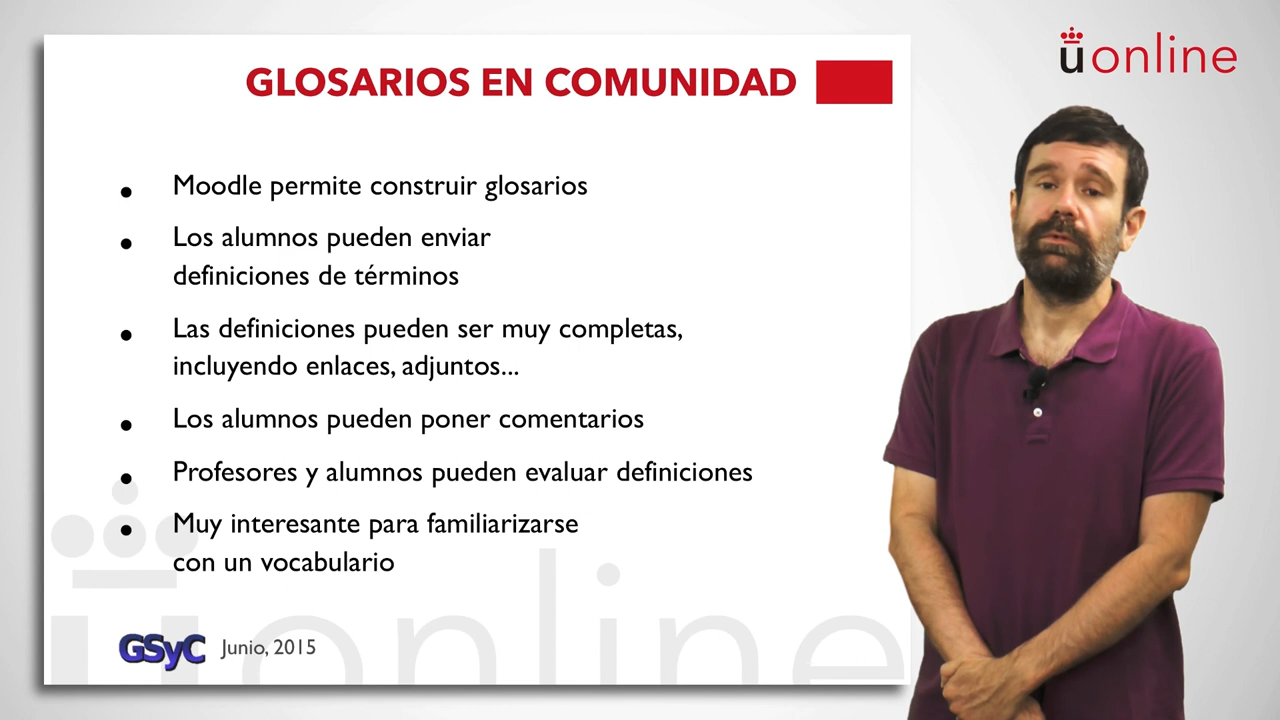 GLOSARIOS EN COMUNIDAD
ūonline
• Moodle permite construir glosarios
• Los alumnos pueden enviar
definiciones de términos
• Las definiciones pueden ser muy completas,
incluyendo enlaces, adjuntos...
• Los alumnos pueden poner comentarios
• Profesores y alumnos pueden evaluar definiciones
• Muy interesante para familiarizarse
con un vocabulario
uonline
GSyC Junio, 2015